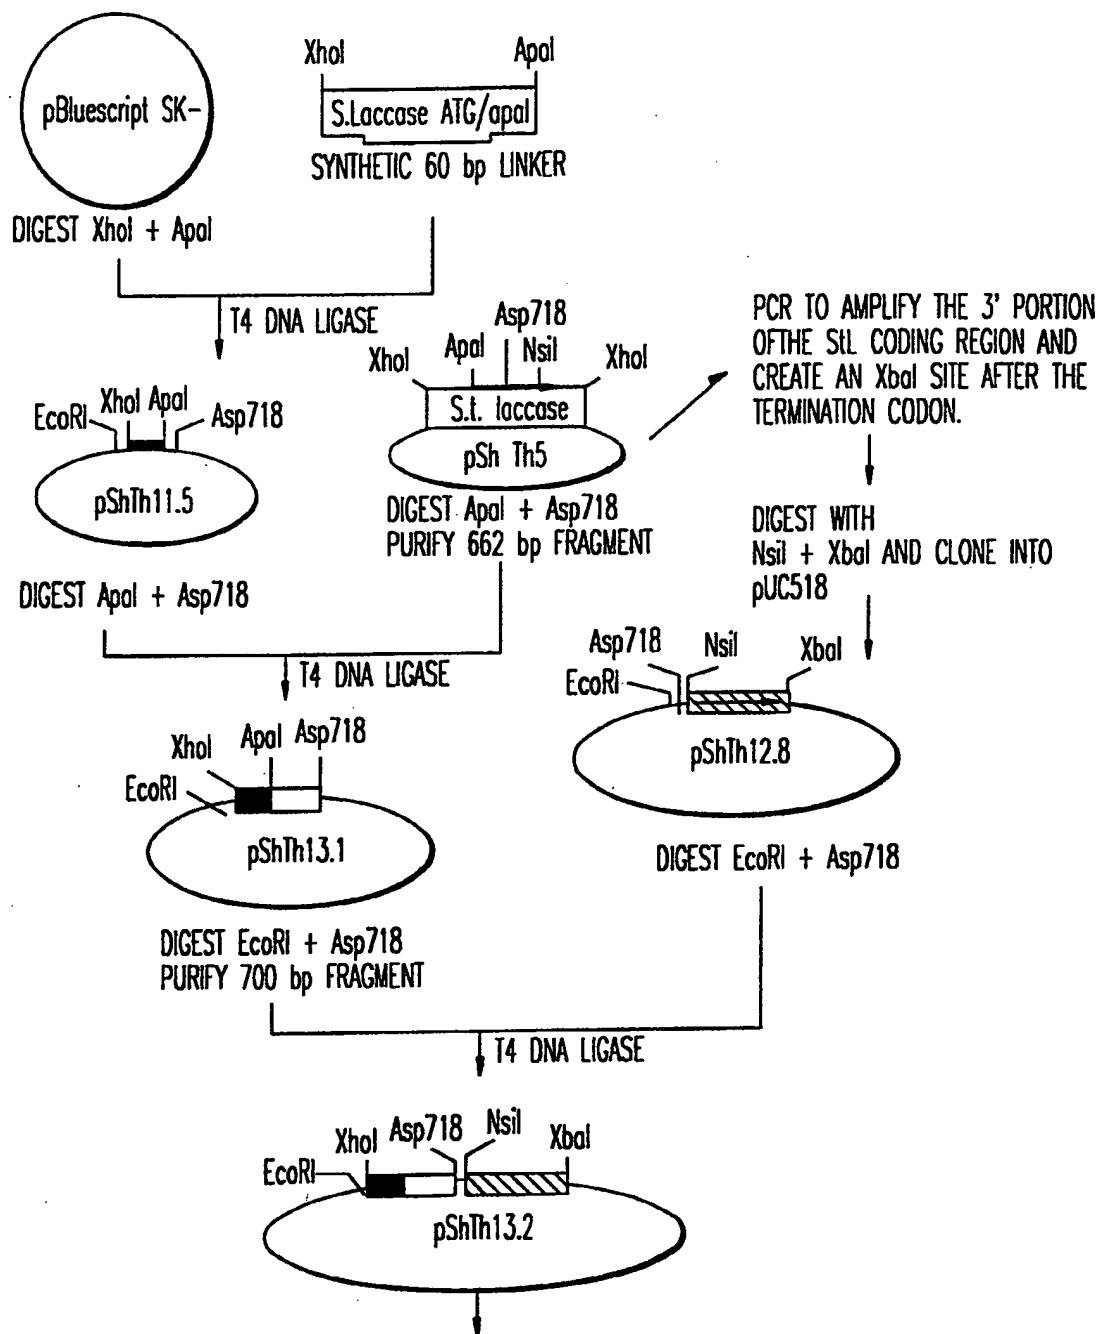 XhoI
ApaI
pBluescript SK-
S.Laccase ATG/apaI
SYNTHETIC 60 bp LINKER
DIGEST XhoI + ApaI
T4 DNA LIGASE
XhoI
ApaI
Asp718
NsiI
XhoI
S.t. laccase
pSh Th5
DIGEST ApaI + Asp718
PURIFY 662 bp FRAGMENT
PCR TO AMPLIFY THE 3' PORTION
OFTHE StL CODING REGION AND
CREATE AN XbaI SITE AFTER THE
TERMINATION CODON.
DIGEST WITH
NsiI + XbaI AND CLONE INTO
pUC518
EcoRI
XhoI
ApaI
Asp718
pShTh11.5
DIGEST ApaI + Asp718
T4 DNA LIGASE
Asp718
NsiI
XbaI
EcoRI
pShTh12.8
DIGEST EcoRI + Asp718
XhoI
ApaI
Asp718
EcoRI
pShTh13.1
DIGEST EcoRI + Asp718
PURIFY 700 bp FRAGMENT
T4 DNA LIGASE
EcoRI
XhoI
Asp718
NsiI
XbaI
pShTh13.2